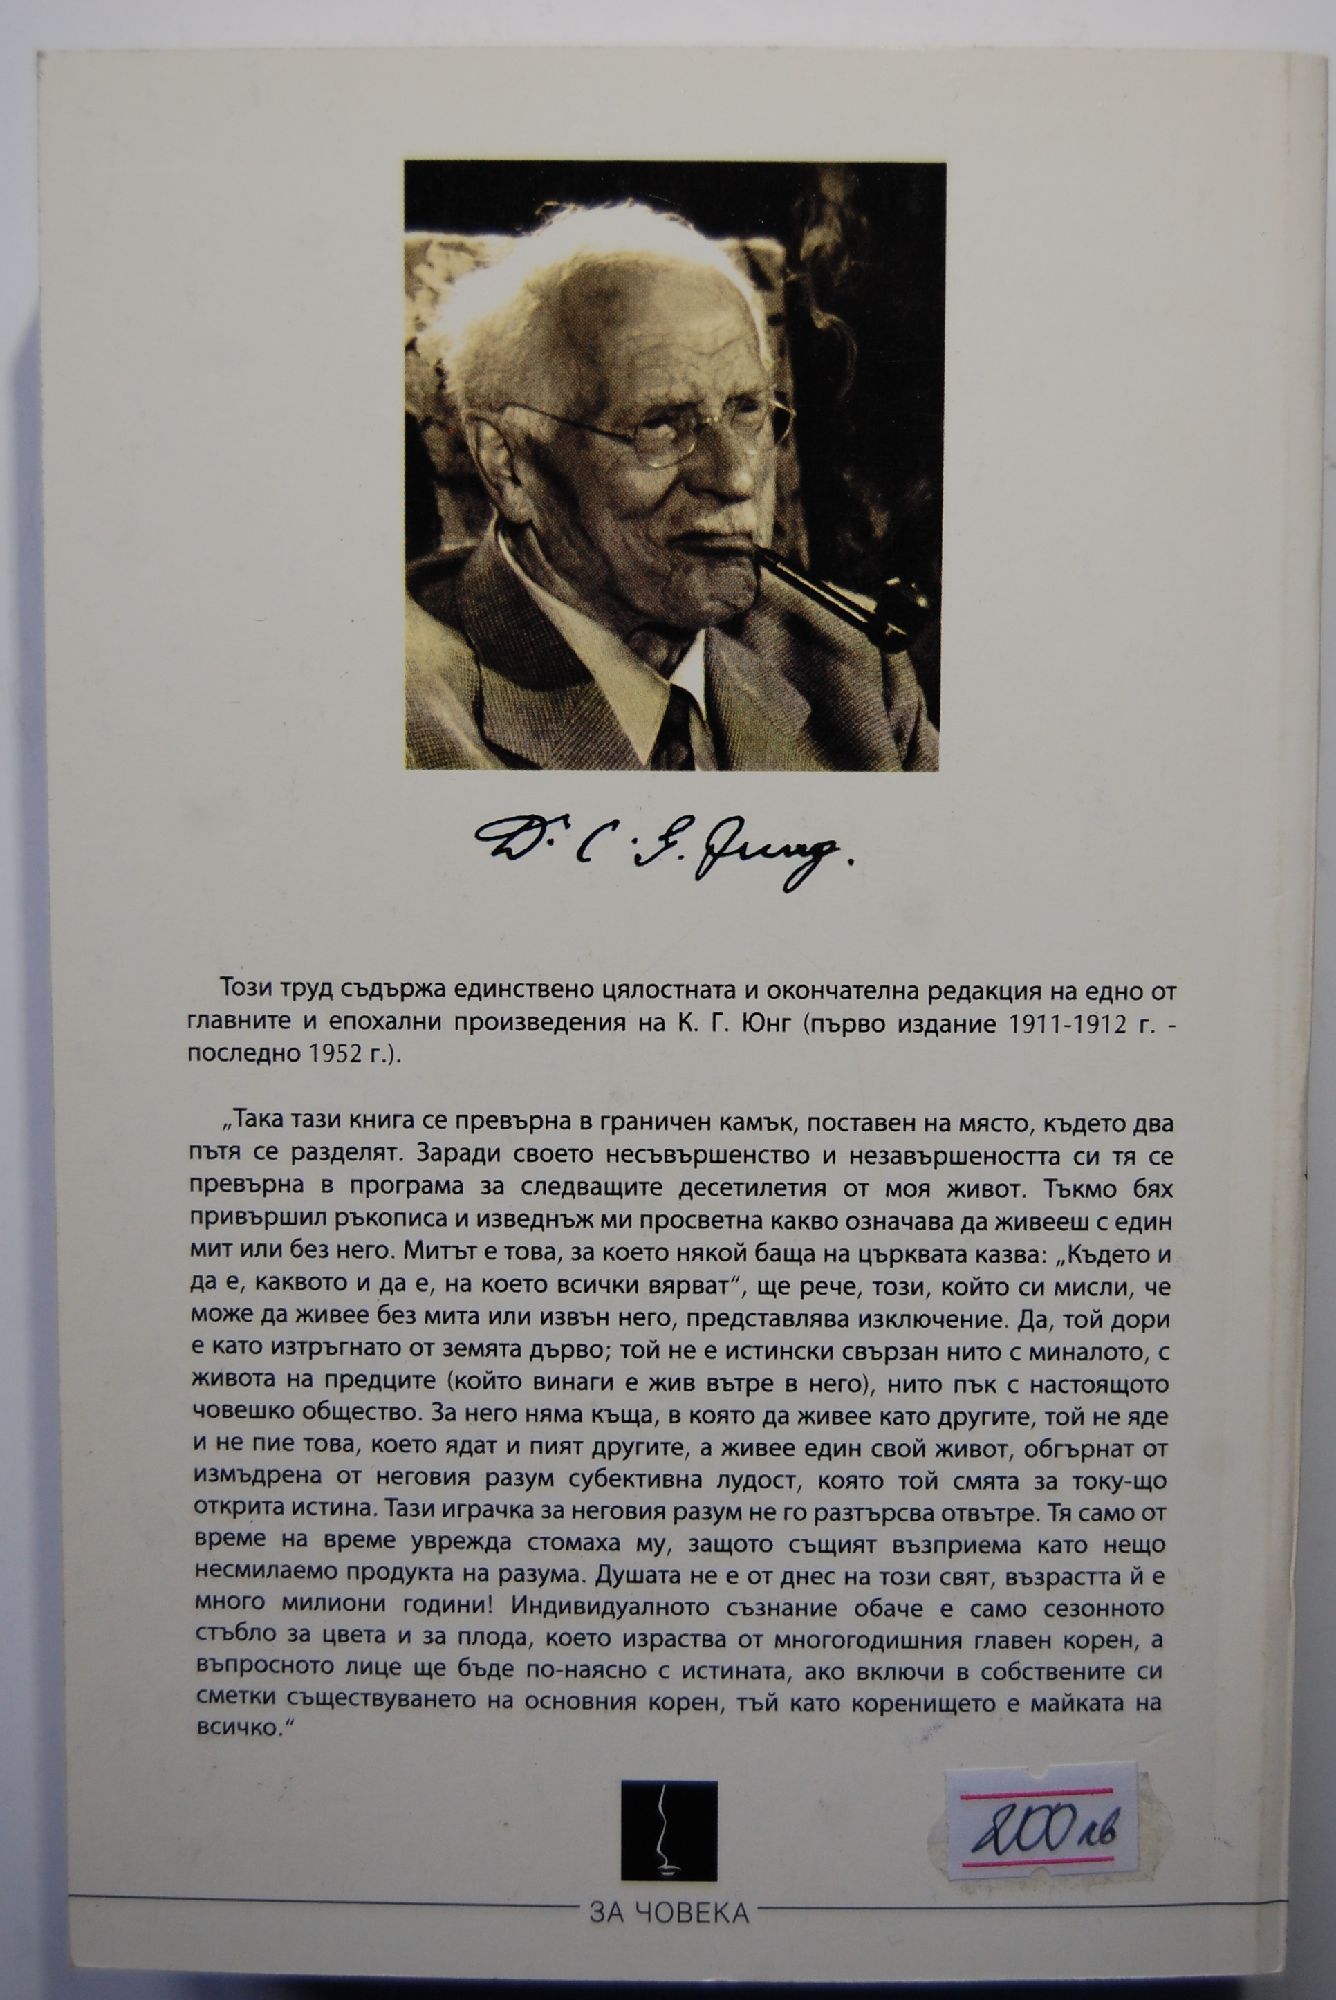 Dr. C. G. Jung.
Този труд съдържа единствено цялостната и окончателна редакция на едно от
главните и епохални произведения на К. Г. Юнг (първо издание 1911-1912 г. -
последно 1952 г.).
„Така тази книга се превърна в граничен камък, поставен на място, където два
пътя се разделят. Заради своето несъвършенство и незавършеността си тя се
превърна в програма за следващите десетилетия от моя живот. Тъкмо бях
привършил ръкописа и изведнъж ми просветна какво означава да живееш с един
мит или без него. Митът е това, за което някой баща на църквата казва: „Където и
да е, каквото и да е, на което всички вярват“, ще рече, този, който си мисли, че
може да живее без мита или извън него, представлява изключение. Да, той дори
е като изтръгнато от земята дърво; той не е истински свързан нито с миналото, с
живота на предците (който винаги е жив вътре в него), нито пък с настоящото
човешко общество. За него няма къща, в която да живее като другите, той не яде
и не пие това, което ядат и пият другите, а живее един свой живот, обгърнат от
измъдрена от неговия разум субективна лудост, която той смята за току-що
открита истина. Тази играчка за неговия разум не го разтърсва отвътре. Тя само от
време на време уврежда стомаха му, защото същият възприема като нещо
несмилаемо продукта на разума. Душата не е от днес на този свят, възрастта й е
много милиони години! Индивидуалното съзнание обаче е само сезонното
стъбло за цвета и за плода, което израства от многогодишния главен корен, а
въпросното лице ще бъде по-наясно с истината, ако включи в собствените си
сметки съществуването на основния корен, тъй като коренището е майката на
всичко.“
200 лв
ЗА ЧОВЕКА